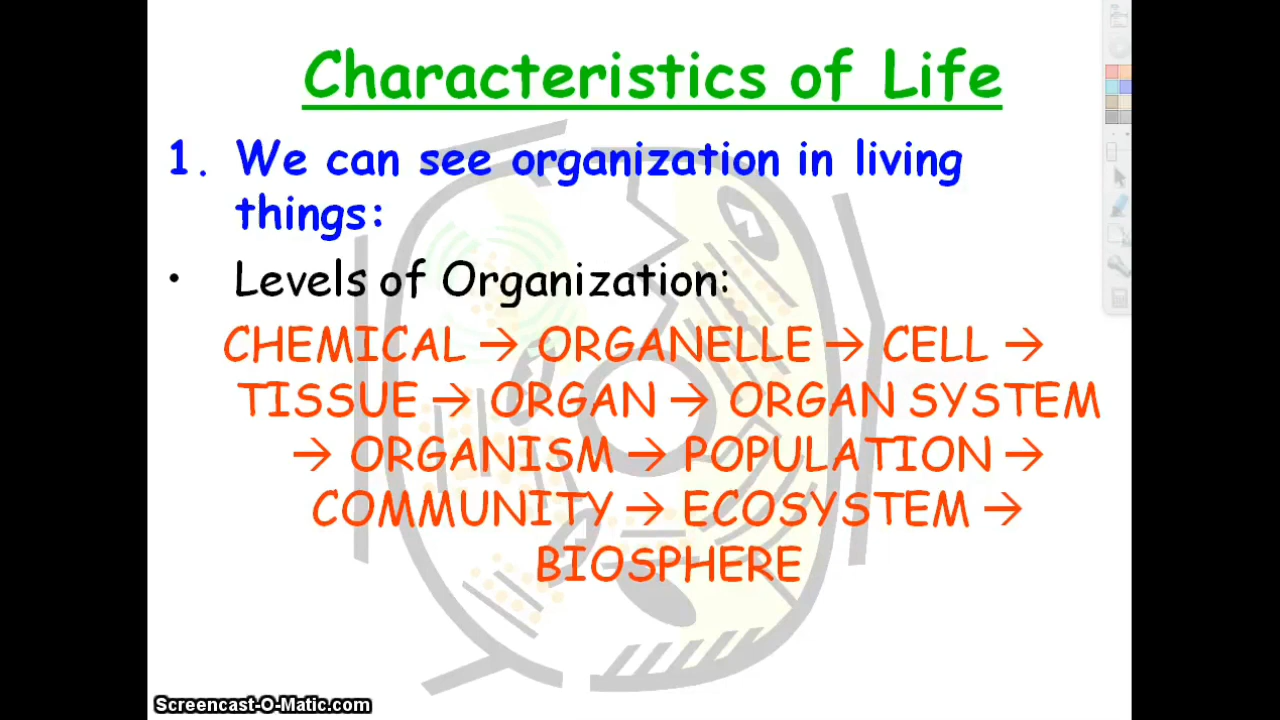 Characteristics of Life
1. We can see organization in living
things:
• Levels of Organization:
CHEMICAL → ORGANELLE → CELL →
TISSUE → ORGAN → ORGAN SYSTEM
→ ORGANISM → POPULATION →
COMMUNITY → ECOSYSTEM →
BIOSPHERE
Screencast-O-Matic.com